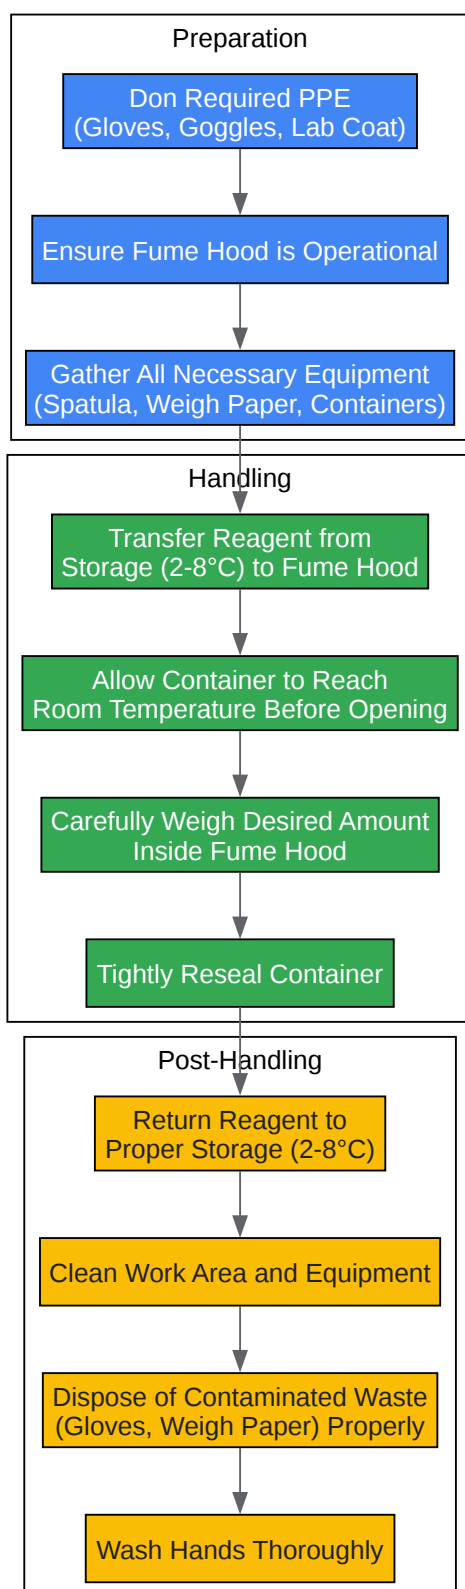 Preparation
Don Required PPE
(Gloves, Goggles, Lab Coat)
Ensure Fume Hood is Operational
Gather All Necessary Equipment
(Spatula, Weigh Paper, Containers)
Handling
Transfer Reagent from
Storage (2-8°C) to Fume Hood
Allow Container to Reach
Room Temperature Before Opening
Carefully Weigh Desired Amount
Inside Fume Hood
Tightly Reseal Container
Post-Handling
Return Reagent to
Proper Storage (2-8°C)
Clean Work Area and Equipment
Dispose of Contaminated Waste
(Gloves, Weigh Paper) Properly
Wash Hands Thoroughly